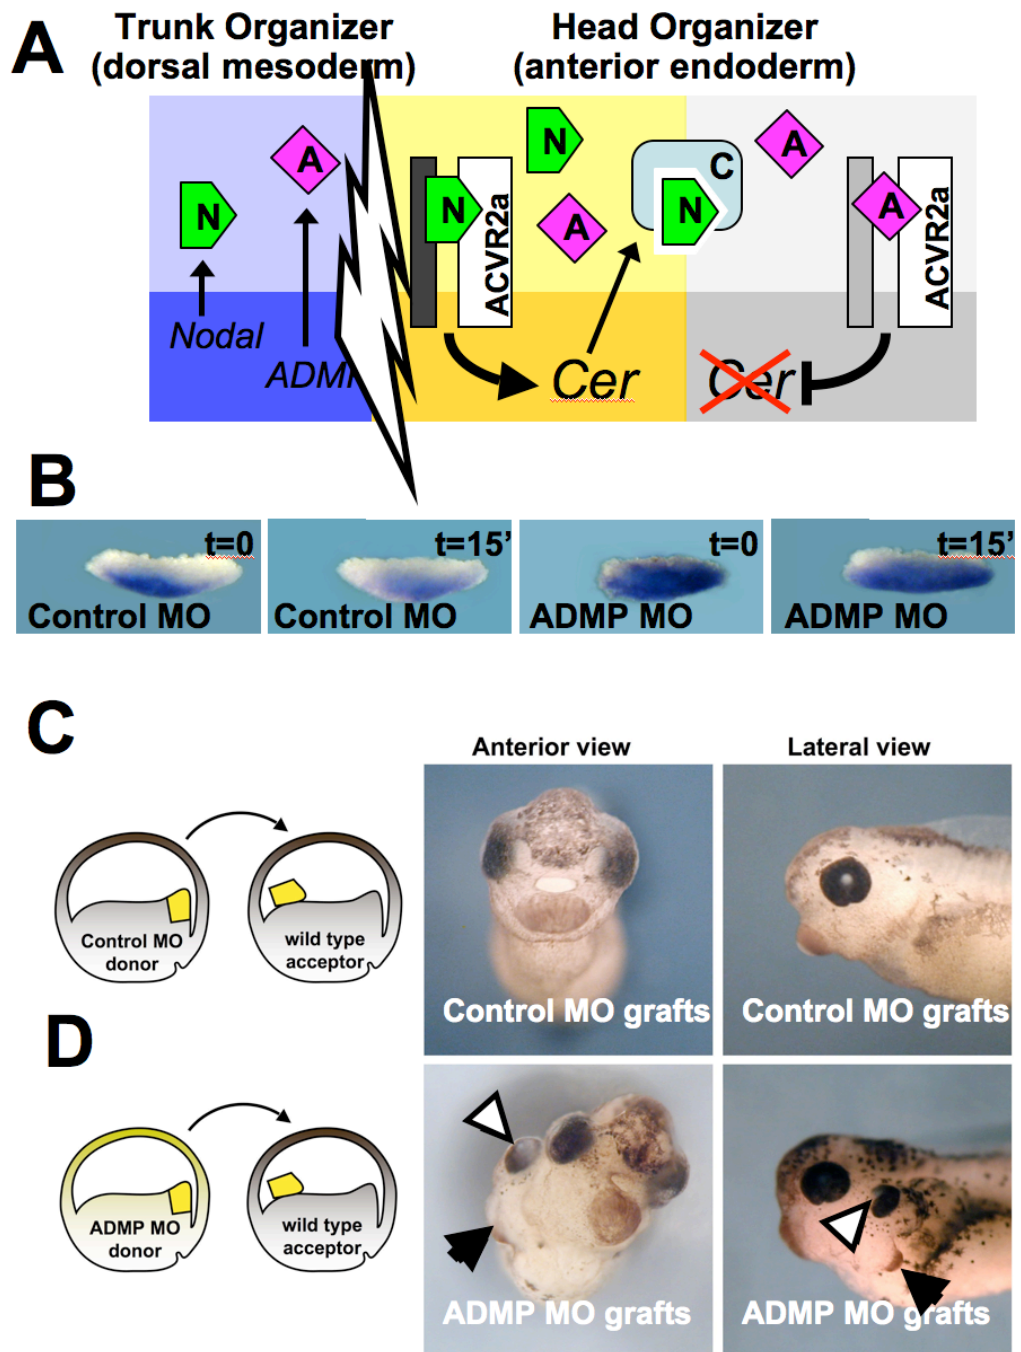 A
Trunk Organizer
(dorsal mesoderm)
Head Organizer
(anterior endoderm)
N
A
N
ACVR2a
N
A
C
N
A
A
ACVR2a
Nodal
ADM
Cer
Cer
B
t=0
Control MO
t=15'
Control MO
t=0
ADMP MO
t=15'
ADMP MO
C
Anterior view
Lateral view
Control MO
donor
wild type
acceptor
Control MO grafts
Control MO grafts
D
ADMP MO
donor
wild type
acceptor
ADMP MO grafts
ADMP MO grafts